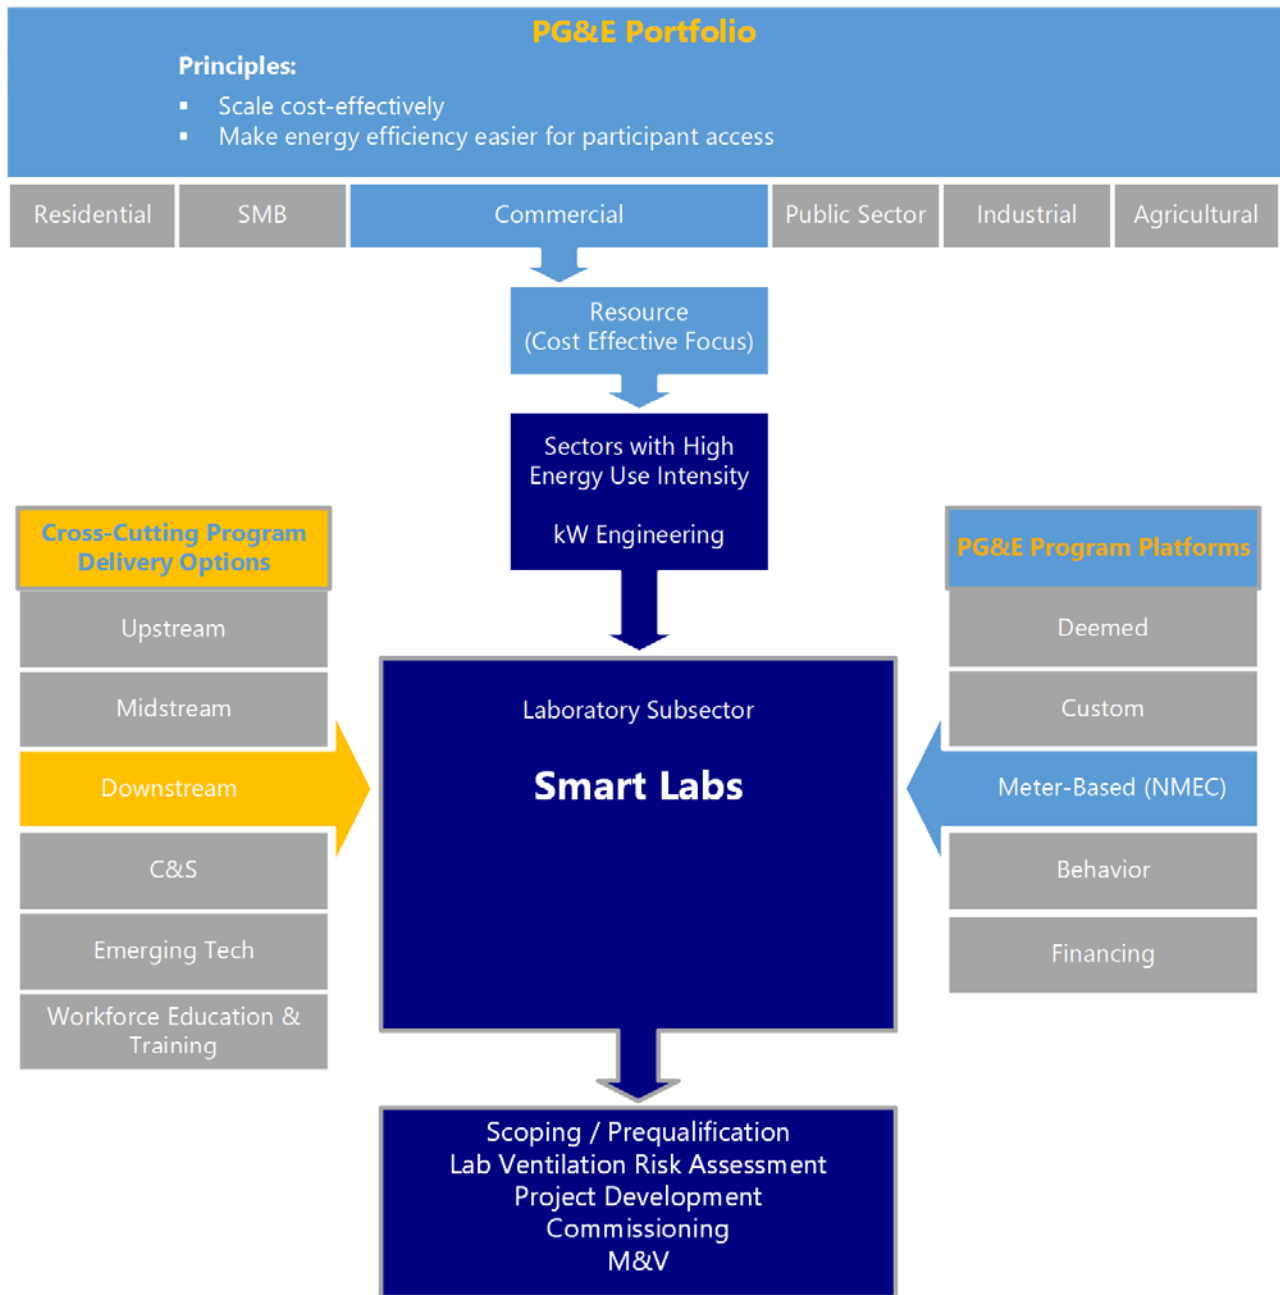 PG&E Portfolio
Principles:
▪ Scale cost-effectively
▪ Make energy efficiency easier for participant access
Residential
SMB
Commercial
Public Sector
Industrial
Agricultural
Resource
(Cost Effective Focus)
Sectors with High
Energy Use Intensity
kW Engineering
Cross-Cutting Program
Delivery Options
Upstream
Midstream
Downstream
C&S
Emerging Tech
Workforce Education &
Training
Laboratory Subsector
Smart Labs
PG&E Program Platforms
Deemed
Custom
Meter-Based (NMEC)
Behavior
Financing
Scoping / Prequalification
Lab Ventilation Risk Assessment
Project Development
Commissioning
M&V